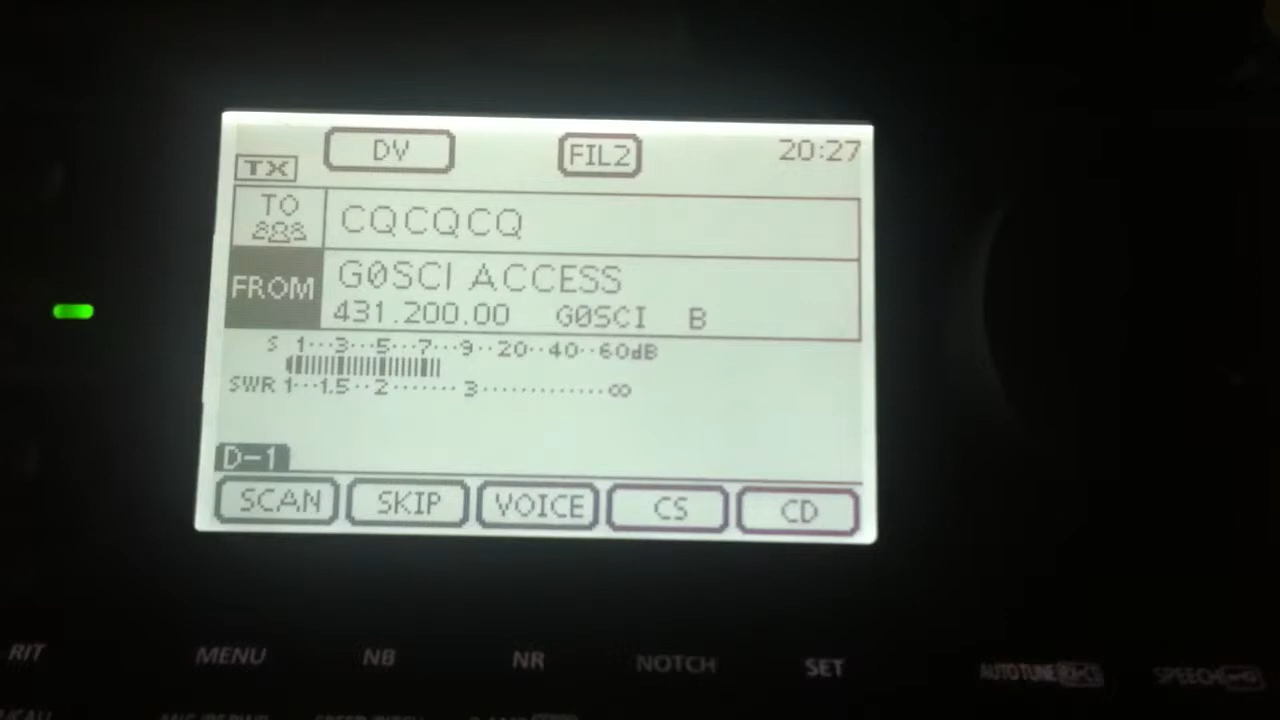 DV FIL2 20:27
TX
TO CQCQCQ
FROM G0SCI ACCESS
431.200.00 G0SCI B
S 1···3···5···7···9··20··40··60dB
SWR 1···1.5··2·······3·············∞
D-1
SCAN SKIP VOICE CS CD
RIT MENU NB NR NOTCH SET AUTOTUNE SPEECH